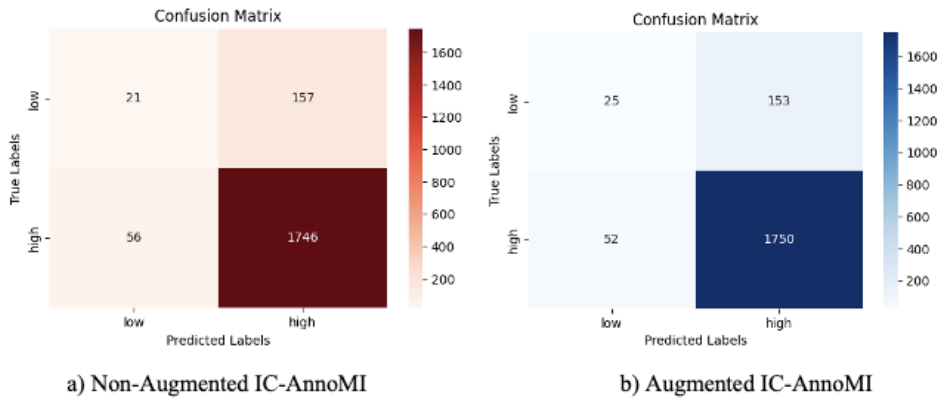 Confusion Matrix
low
high
True Labels
21
157
56
1746
low
high
Predicted Labels
1600
1400
1200
1000
800
600
400
200
a) Non-Augmented IC-AnnoMI
Confusion Matrix
low
high
True Labels
25
153
52
1750
low
high
Predicted Labels
1600
1400
1200
1000
800
600
400
200
b) Augmented IC-AnnoMI